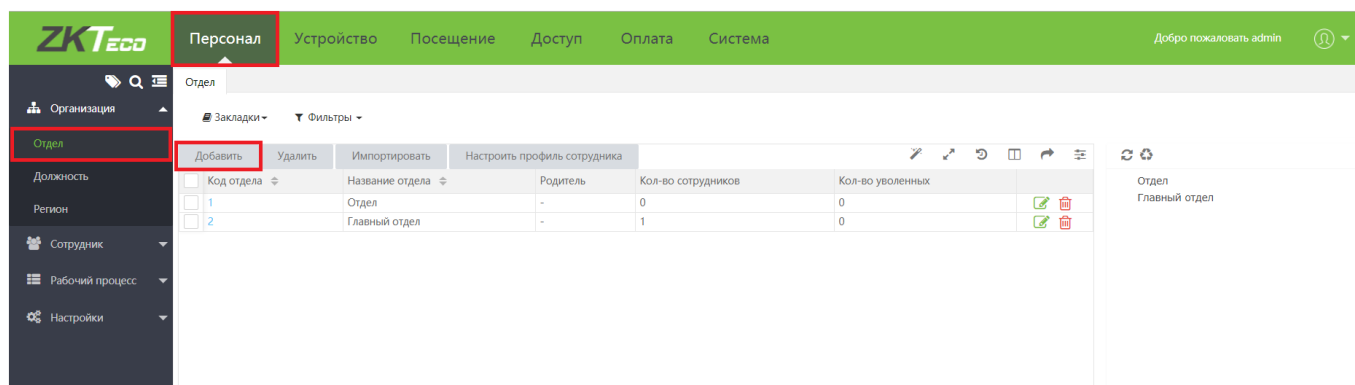 ZKTeco Персонал Устройство Посещение Доступ Оплата Система Добро пожаловать admin
Отдел
Организация
Закладки Фильтры
Отдел
Добавить Удалить Импортировать Настроить профиль сотрудника
Код отдела Название отдела Родитель Кол-во сотрудников Кол-во уволенных
1 Отдел - 0 0
2 Главный отдел - 1 0
Отдел
Главный отдел
Должность
Регион
Сотрудник
Рабочий процесс
Настройки